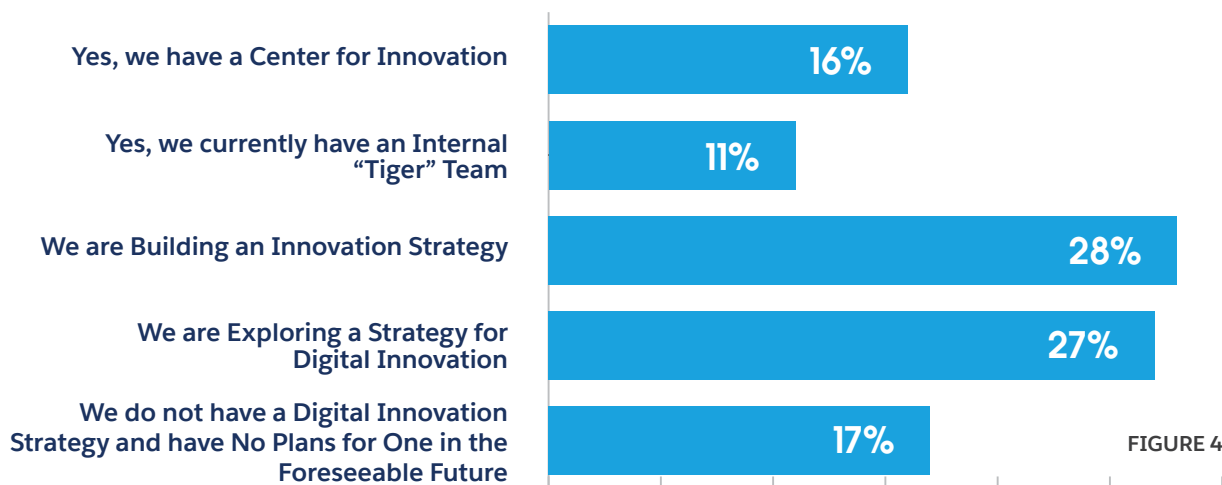 Yes, we have a Center for Innovation
16%
Yes, we currently have an Internal
“Tiger” Team
11%
We are Building an Innovation Strategy
28%
We are Exploring a Strategy for
Digital Innovation
27%
We do not have a Digital Innovation
Strategy and have No Plans for One in the
Foreseeable Future
17%
FIGURE 4